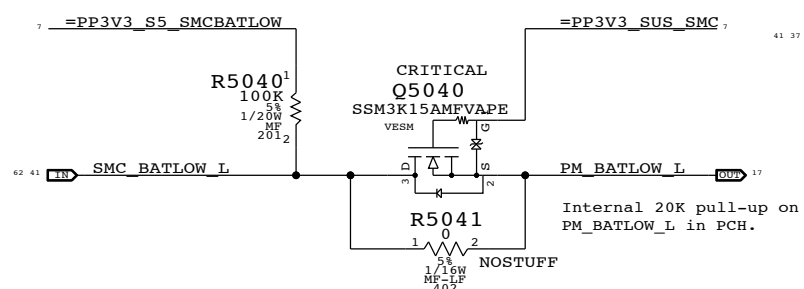 7 =PP3V3_S5_SMCBATLOW
=PP3V3_SUS_SMC 7
41 37
R5040 1
100K
5%
1/20W
MF
201 2
CRITICAL
Q5040
SSM3K15AMFVAPE
VESM
G
D
S
3
2
62 41 IN SMC_BATLOW_L
PM_BATLOW_L OUT 17
R5041
0
1 2
5%
1/16W
MF-LF
402
NOSTUFF
Internal 20K pull-up on
PM_BATLOW_L in PCH.